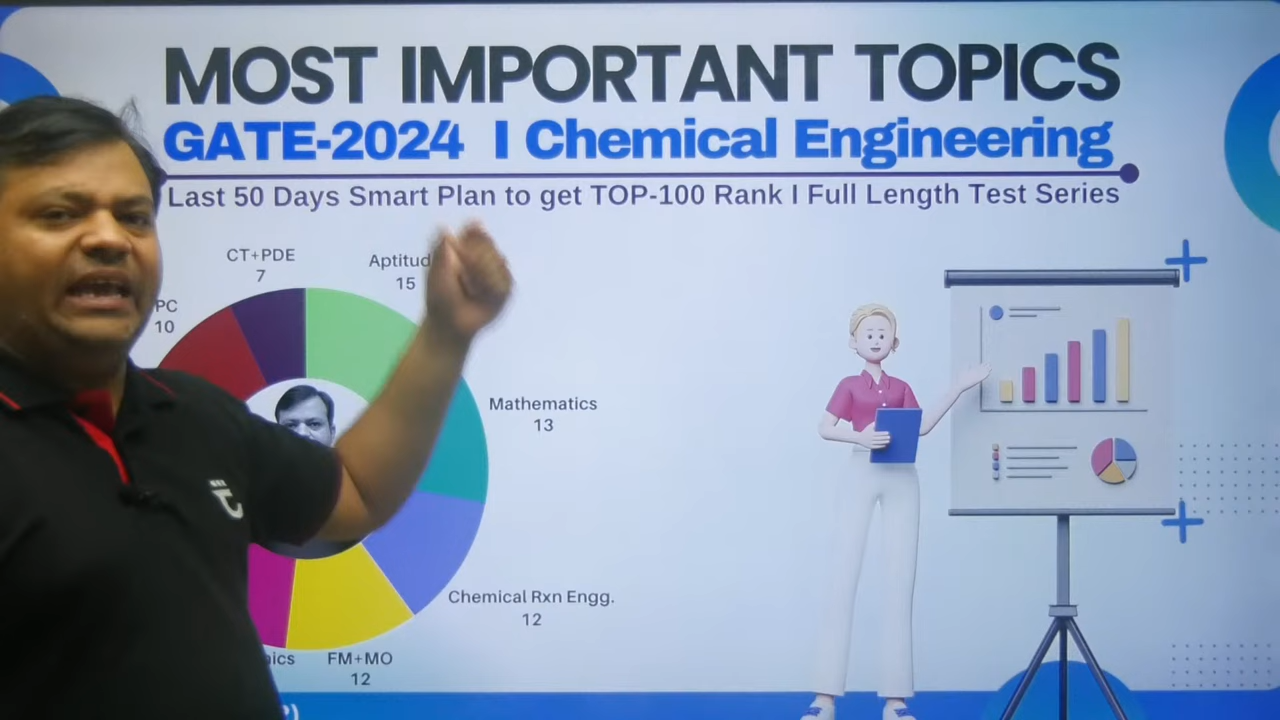 MOST IMPORTANT TOPICS
GATE-2024 I Chemical Engineering
Last 50 Days Smart Plan to get TOP-100 Rank I Full Length Test Series
CT+PDE
7
Aptitud
15
PC
10
Mathematics
13
Chemical Rxn Engg.
12
FM+MO
12